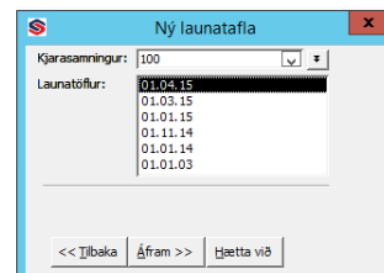 Ný launatafla
Kjarasamningur: 100
Launatöflur: 01.04.15
01.03.15
01.01.15
01.11.14
01.01.14
01.01.03
<< Tilbaka Áfram >> Hætta við